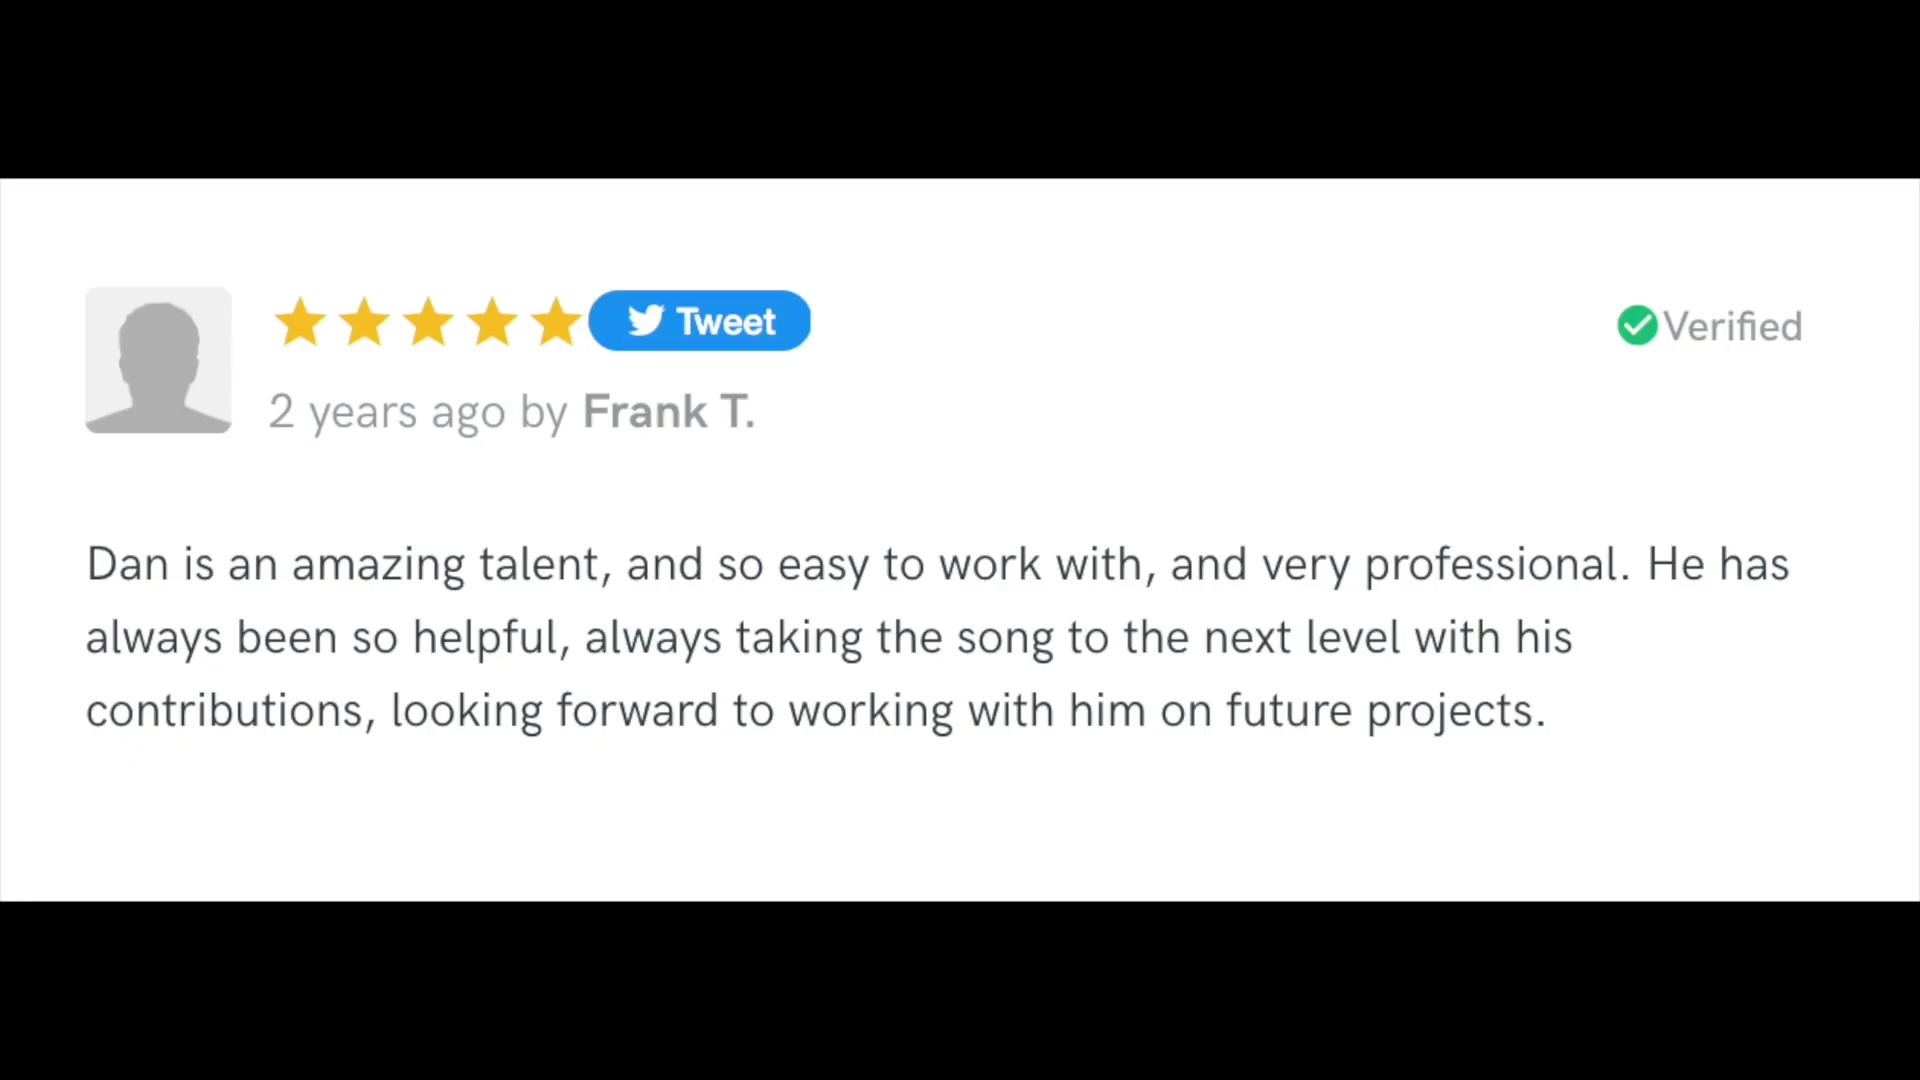 Tweet
Verified
2 years ago by Frank T.
Dan is an amazing talent, and so easy to work with, and very professional. He has
always been so helpful, always taking the song to the next level with his
contributions, looking forward to working with him on future projects.